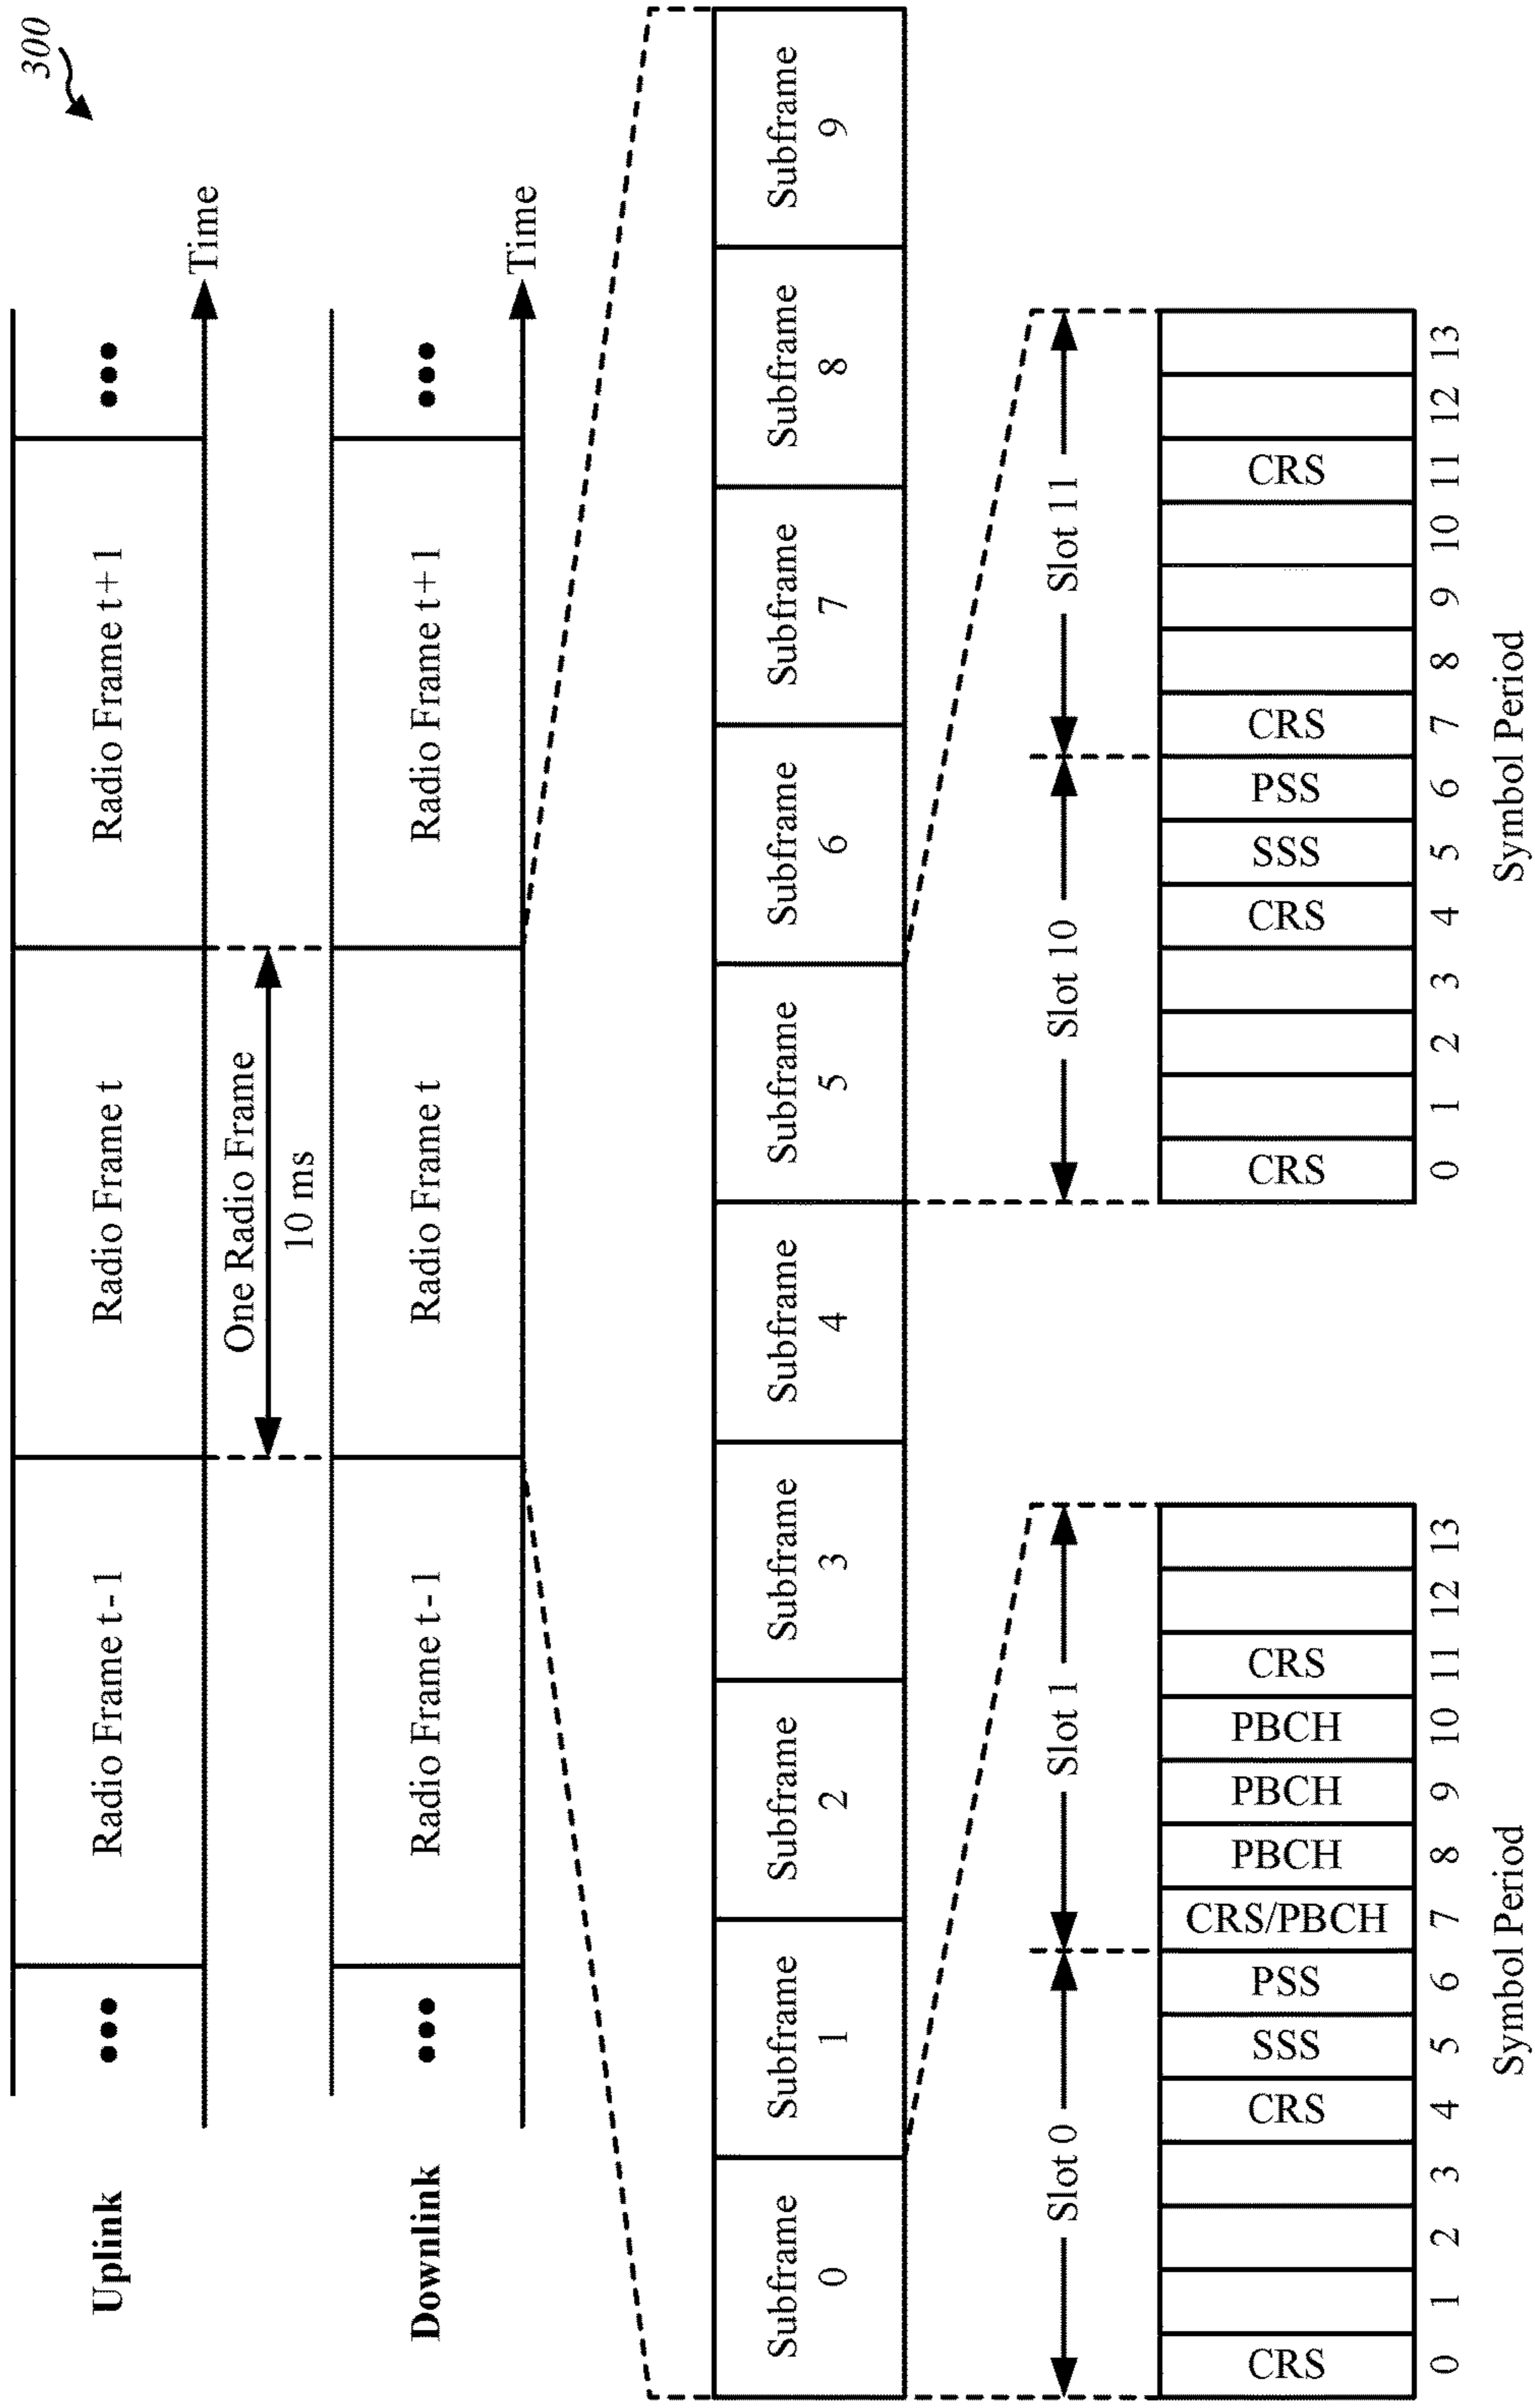 300
Uplink
•••
Radio Frame t-1
Radio Frame t
Radio Frame t+1
•••
Time
One Radio Frame
10 ms
Downlink
•••
Radio Frame t-1
Radio Frame t
Radio Frame t+1
•••
Time
Subframe
0
Subframe
1
Subframe
2
Subframe
3
Subframe
4
Subframe
5
Subframe
6
Subframe
7
Subframe
8
Subframe
9
Slot 0
Slot 1
CRS
CRS
SSS
PSS
CRS/PBCH
PBCH
PBCH
PBCH
CRS
0 1 2 3 4 5 6 7 8 9 10 11 12 13
Symbol Period
Slot 10
Slot 11
CRS
CRS
SSS
PSS
CRS
CRS
0 1 2 3 4 5 6 7 8 9 10 11 12 13
Symbol Period